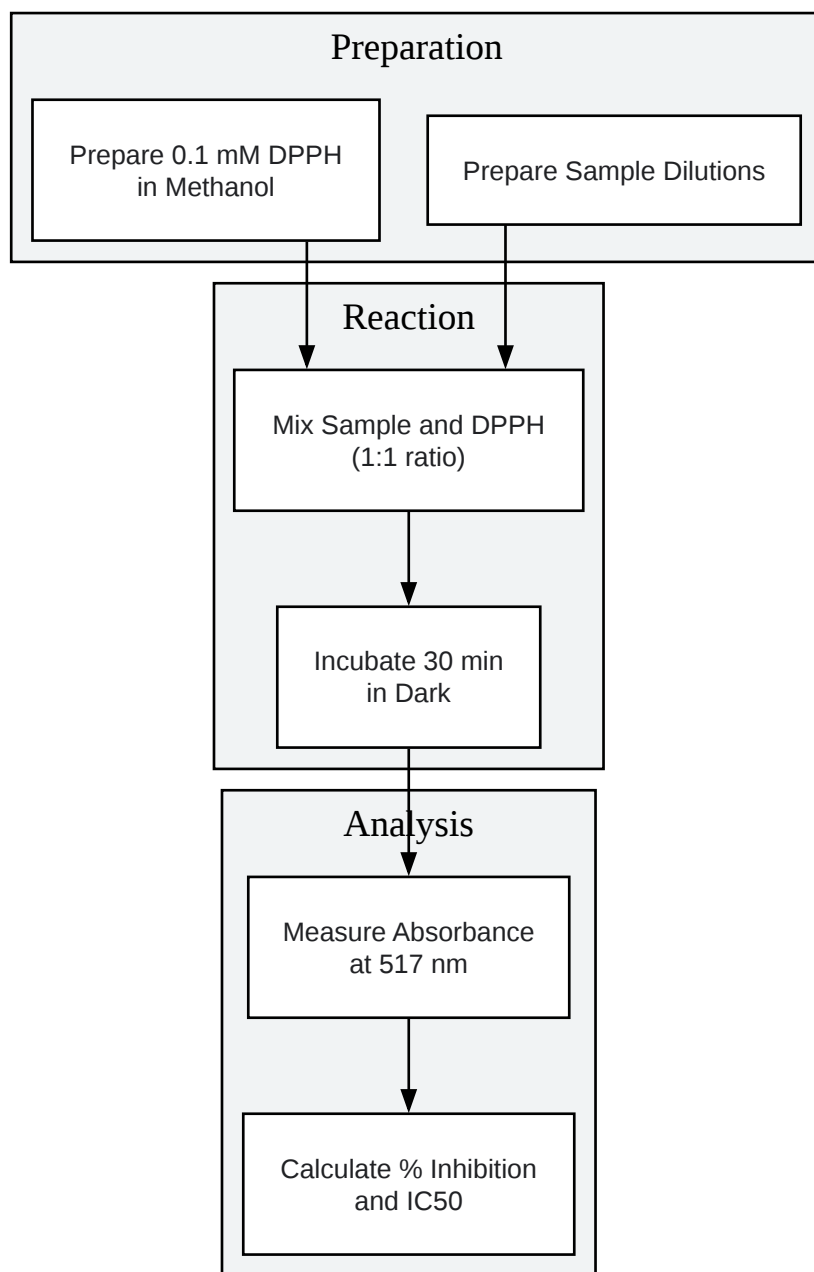 Preparation
Prepare 0.1 mM DPPH
in Methanol
Prepare Sample Dilutions
Reaction
Mix Sample and DPPH
(1:1 ratio)
Incubate 30 min
in Dark
Analysis
Measure Absorbance
at 517 nm
Calculate % Inhibition
and IC50